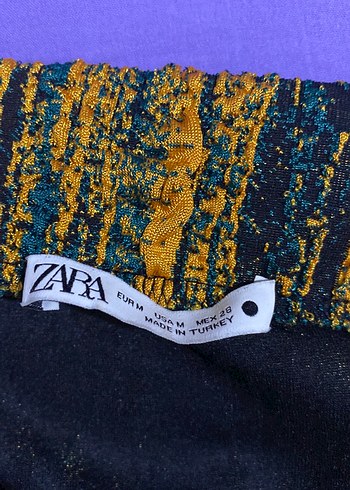 ZARA
EUR M USA M MEX 28
MADE IN TURKEY